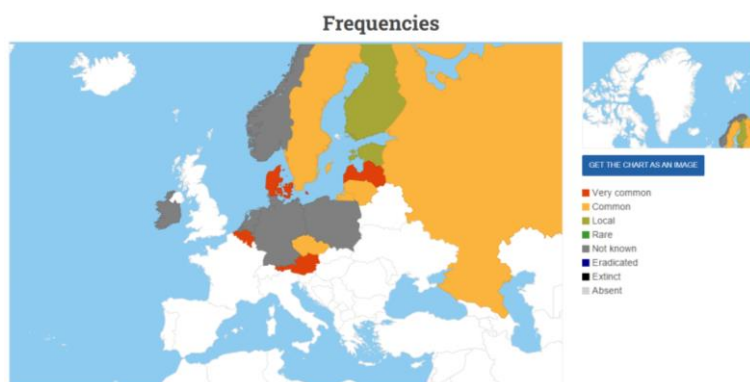 Frequencies
GET THE CHART AS AN IMAGE
Very common
Common
Local
Rare
Not known
Eradicated
Extinct
Absent